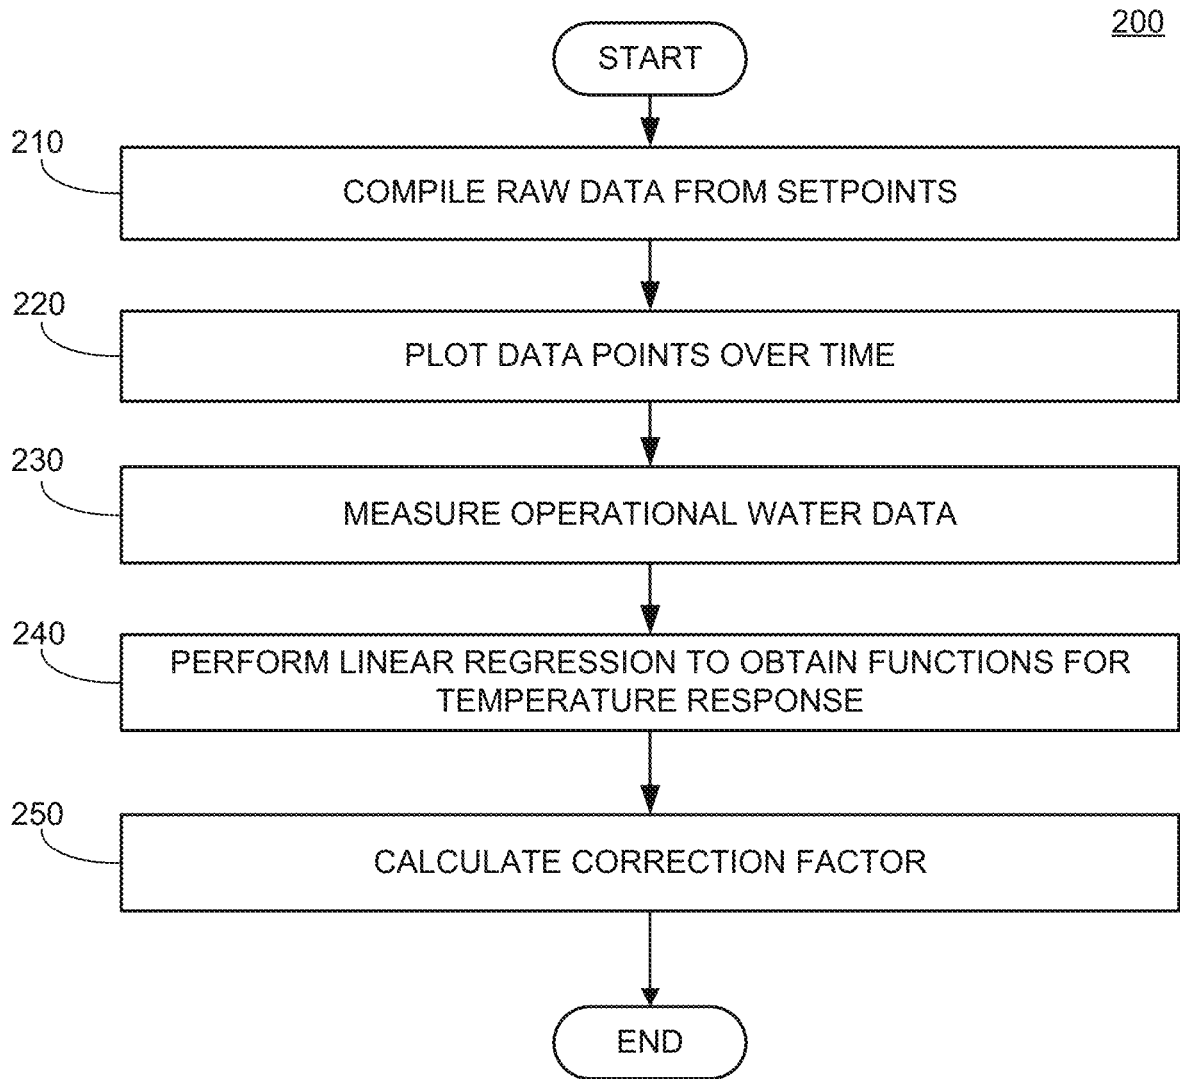 200
START
210
COMPILE RAW DATA FROM SETPOINTS
220
PLOT DATA POINTS OVER TIME
230
MEASURE OPERATIONAL WATER DATA
240
PERFORM LINEAR REGRESSION TO OBTAIN FUNCTIONS FOR
TEMPERATURE RESPONSE
250
CALCULATE CORRECTION FACTOR
END